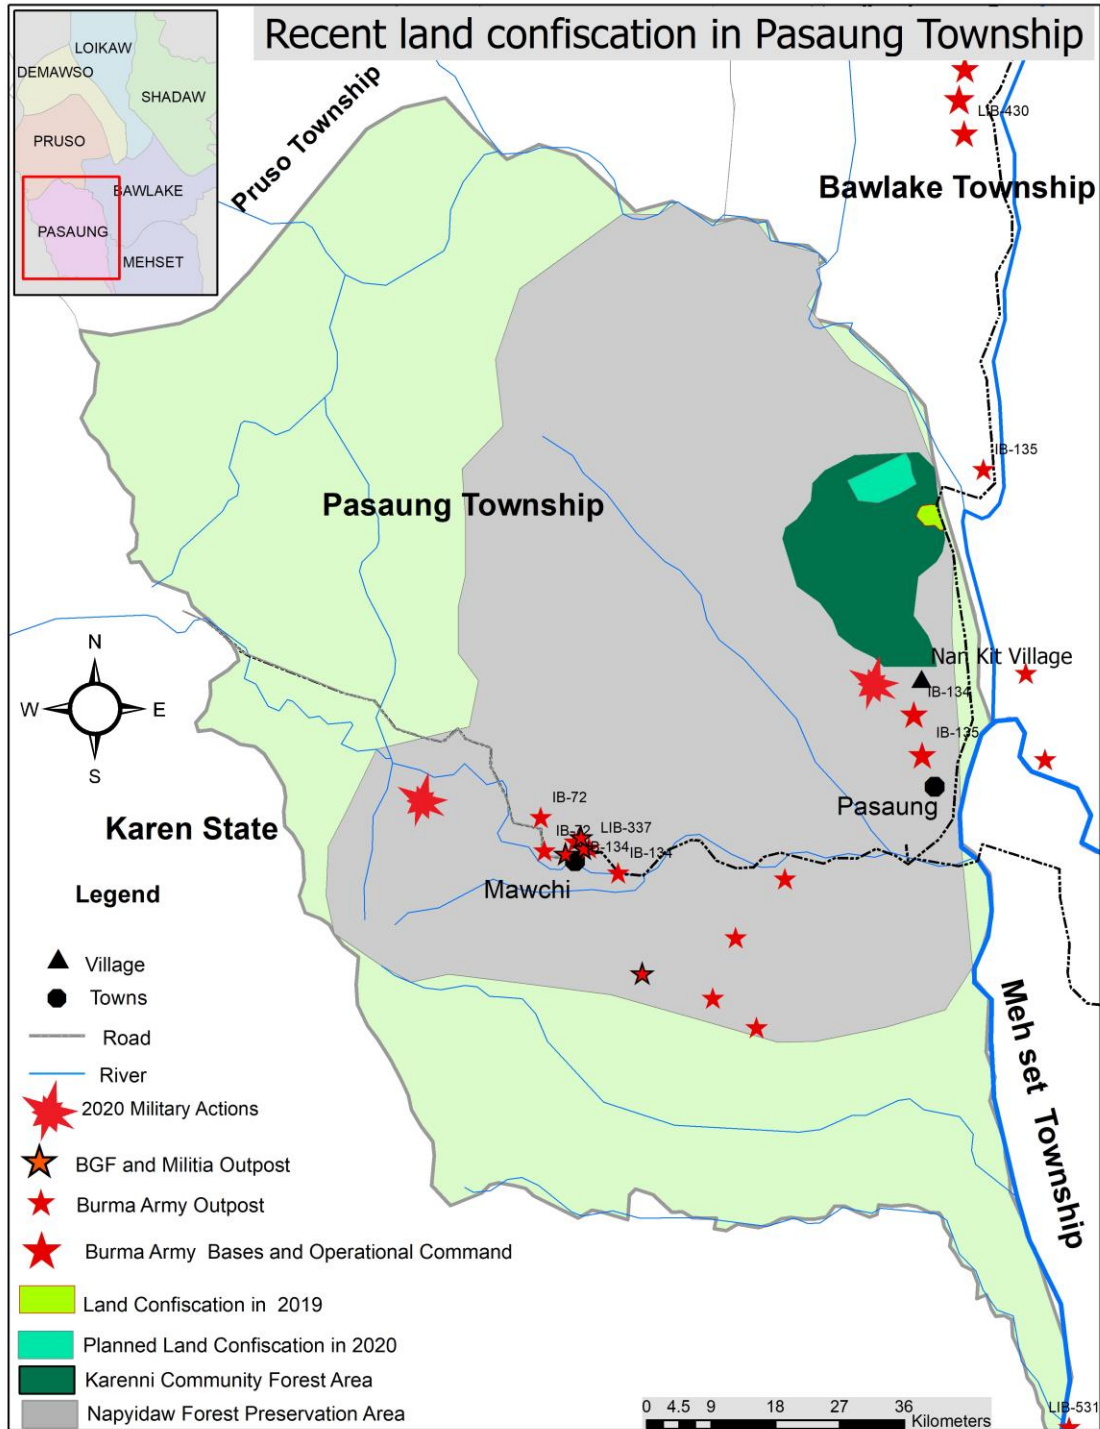 Recent land confiscation in Pasaung Township
LOIKAW
DEMAWSO
SHADAW
PRUSO
BAWLAKE
PASAUNG
MEHSET
Pruso Township
LIB-430
Bawlake Township
IB-135
Pasaung Township
N
W
E
S
Nan Kit Village
IB-134
IB-135
Pasaung
Karen State
IB-72
IB-72
LIB-337
IB-134
IB-134
Mawchi
Meh set Township
Legend
Village
Towns
Road
River
2020 Military Actions
BGF and Militia Outpost
Burma Army Outpost
Burma Army Bases and Operational Command
Land Confiscation in 2019
Planned Land Confiscation in 2020
Karenni Community Forest Area
Napyidaw Forest Preservation Area
0 4.5 9 18 27 36
Kilometers
LIB-531